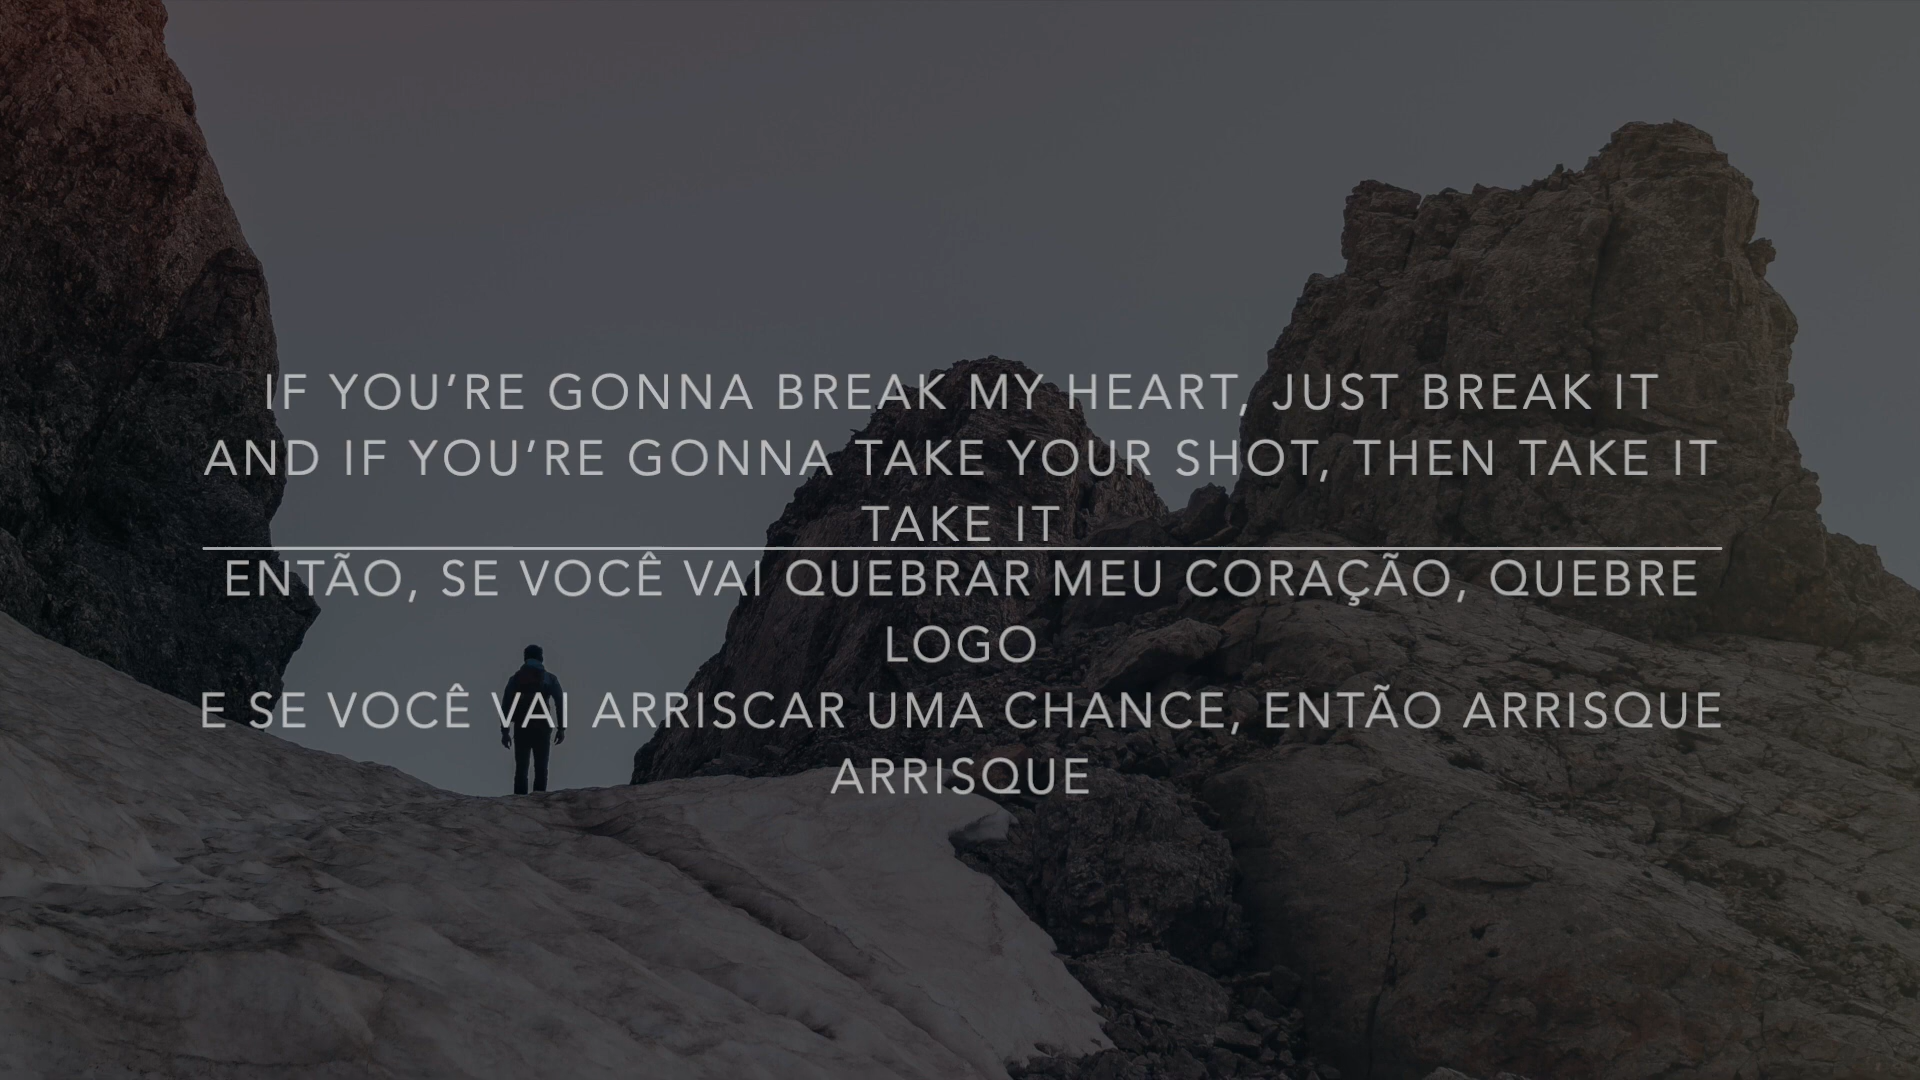 IF YOU’RE GONNA BREAK MY HEART, JUST BREAK IT
AND IF YOU’RE GONNA TAKE YOUR SHOT, THEN TAKE IT
TAKE IT
ENTÃO, SE VOCÊ VAI QUEBRAR MEU CORAÇÃO, QUEBRE
LOGO
E SE VOCÊ VAI ARRISCAR UMA CHANCE, ENTÃO ARRISQUE
ARRISQUE